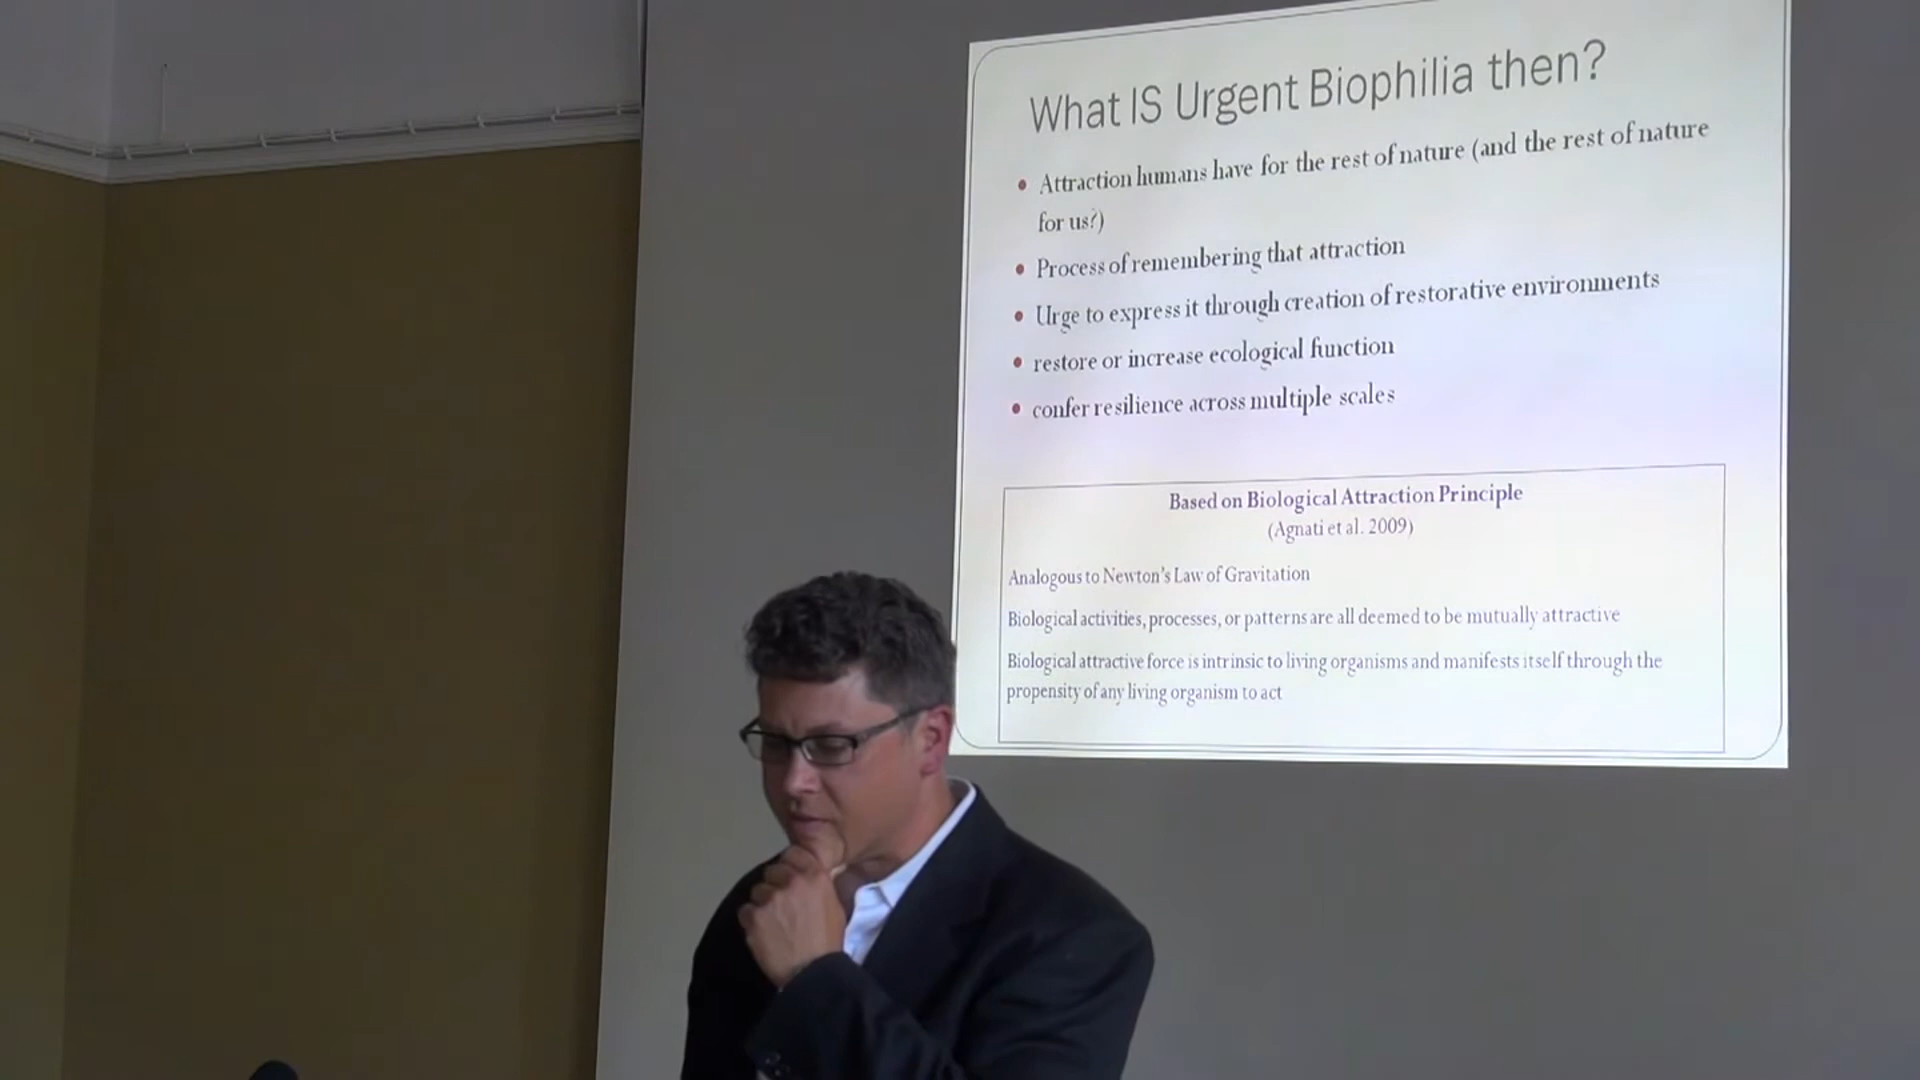 What IS Urgent Biophilia then?
• Attraction humans have for the rest of nature (and the rest of nature
for us?)
• Process of remembering that attraction
• Urge to express it through creation of restorative environments
• restore or increase ecological function
• confer resilience across multiple scales
Based on Biological Attraction Principle
(Agnati et al. 2009)
Analogous to Newton's Law of Gravitation
Biological activities, processes, or patterns are all deemed to be mutually attractive
Biological attractive force is intrinsic to living organisms and manifests itself through the
propensity of any living organism to act